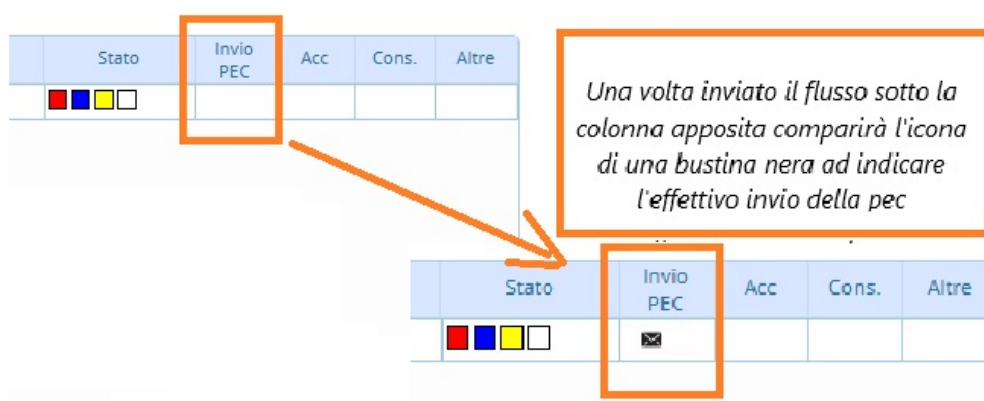 Stato
Invio
PEC
Acc
Cons.
Altre
Una volta inviato il flusso sotto la
colonna apposita comparirà l'icona
di una bustina nera ad indicare
l'effettivo invio della pec
Stato
Invio
PEC
Acc
Cons.
Altre